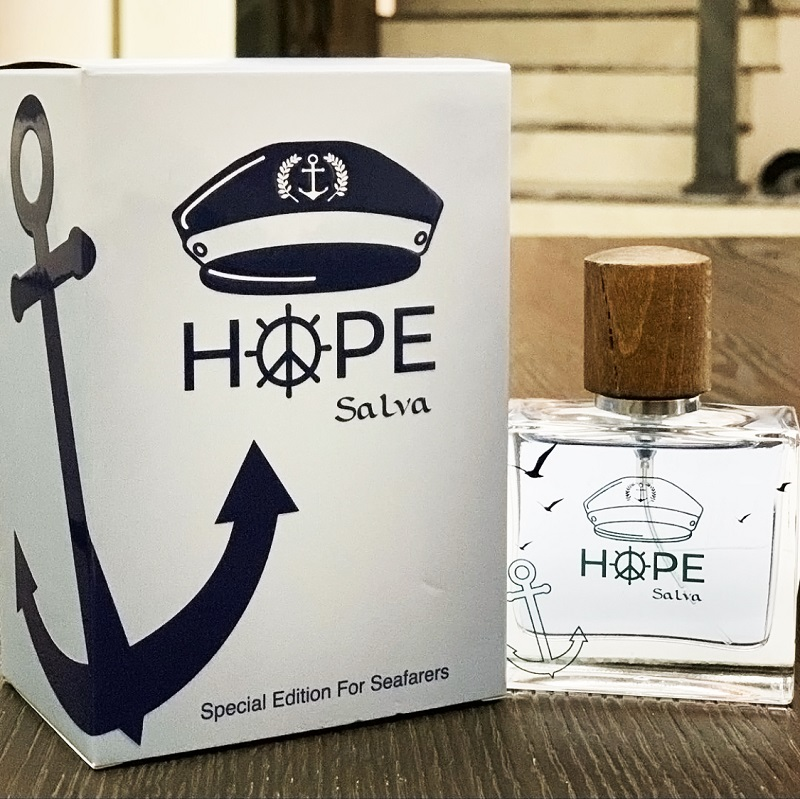 HOPE
Salva
Special Edition For Seafarers
HOPE
Salva